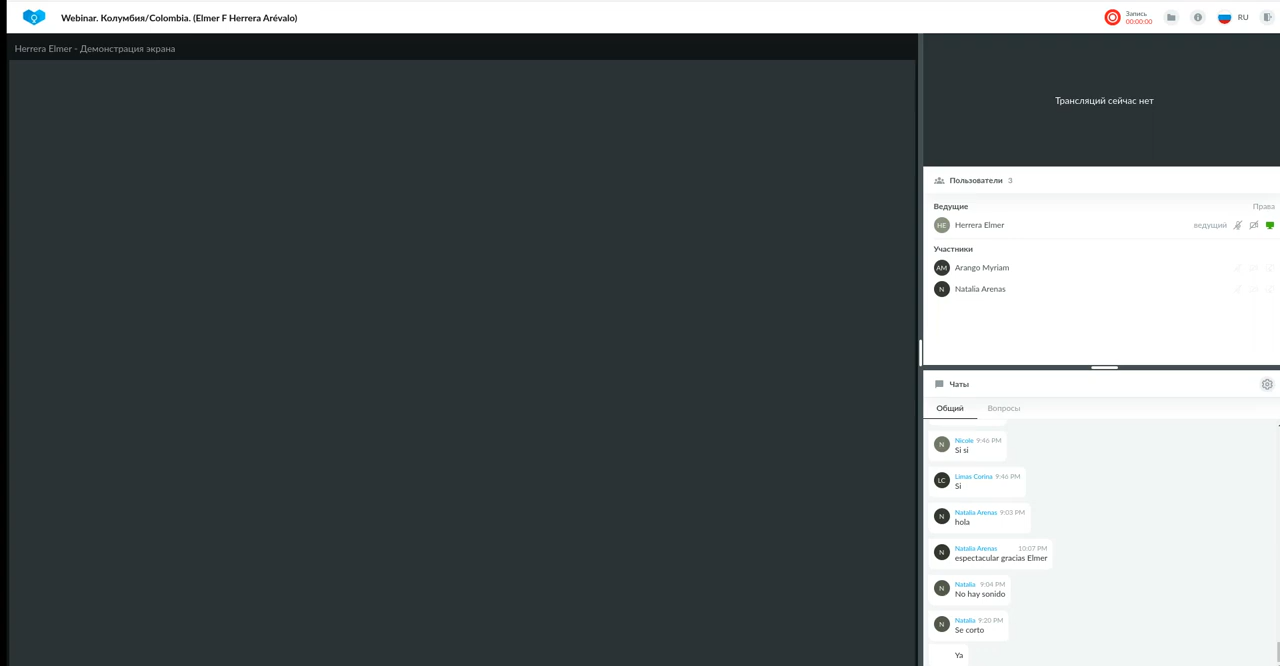 Webinar. Колумбия/Colombia. (Elmer F Herrera Arévalo)
Запись
00:00:00
RU
Herrera Elmer - Демонстрация экрана
Трансляций сейчас нет
Пользователи 3
Ведущие Права
HE Herrera Elmer ведущий
Участники
AM Arango Myriam
N Natalia Arenas
Чаты
Общий Вопросы
N Nicole 9:46 PM
Si si
LC Limas Corina 9:46 PM
Si
N Natalia Arenas 9:03 PM
hola
N Natalia Arenas 10:07 PM
espectacular gracias Elmer
N Natalia 9:04 PM
No hay sonido
N Natalia 9:20 PM
Se corto
Ya